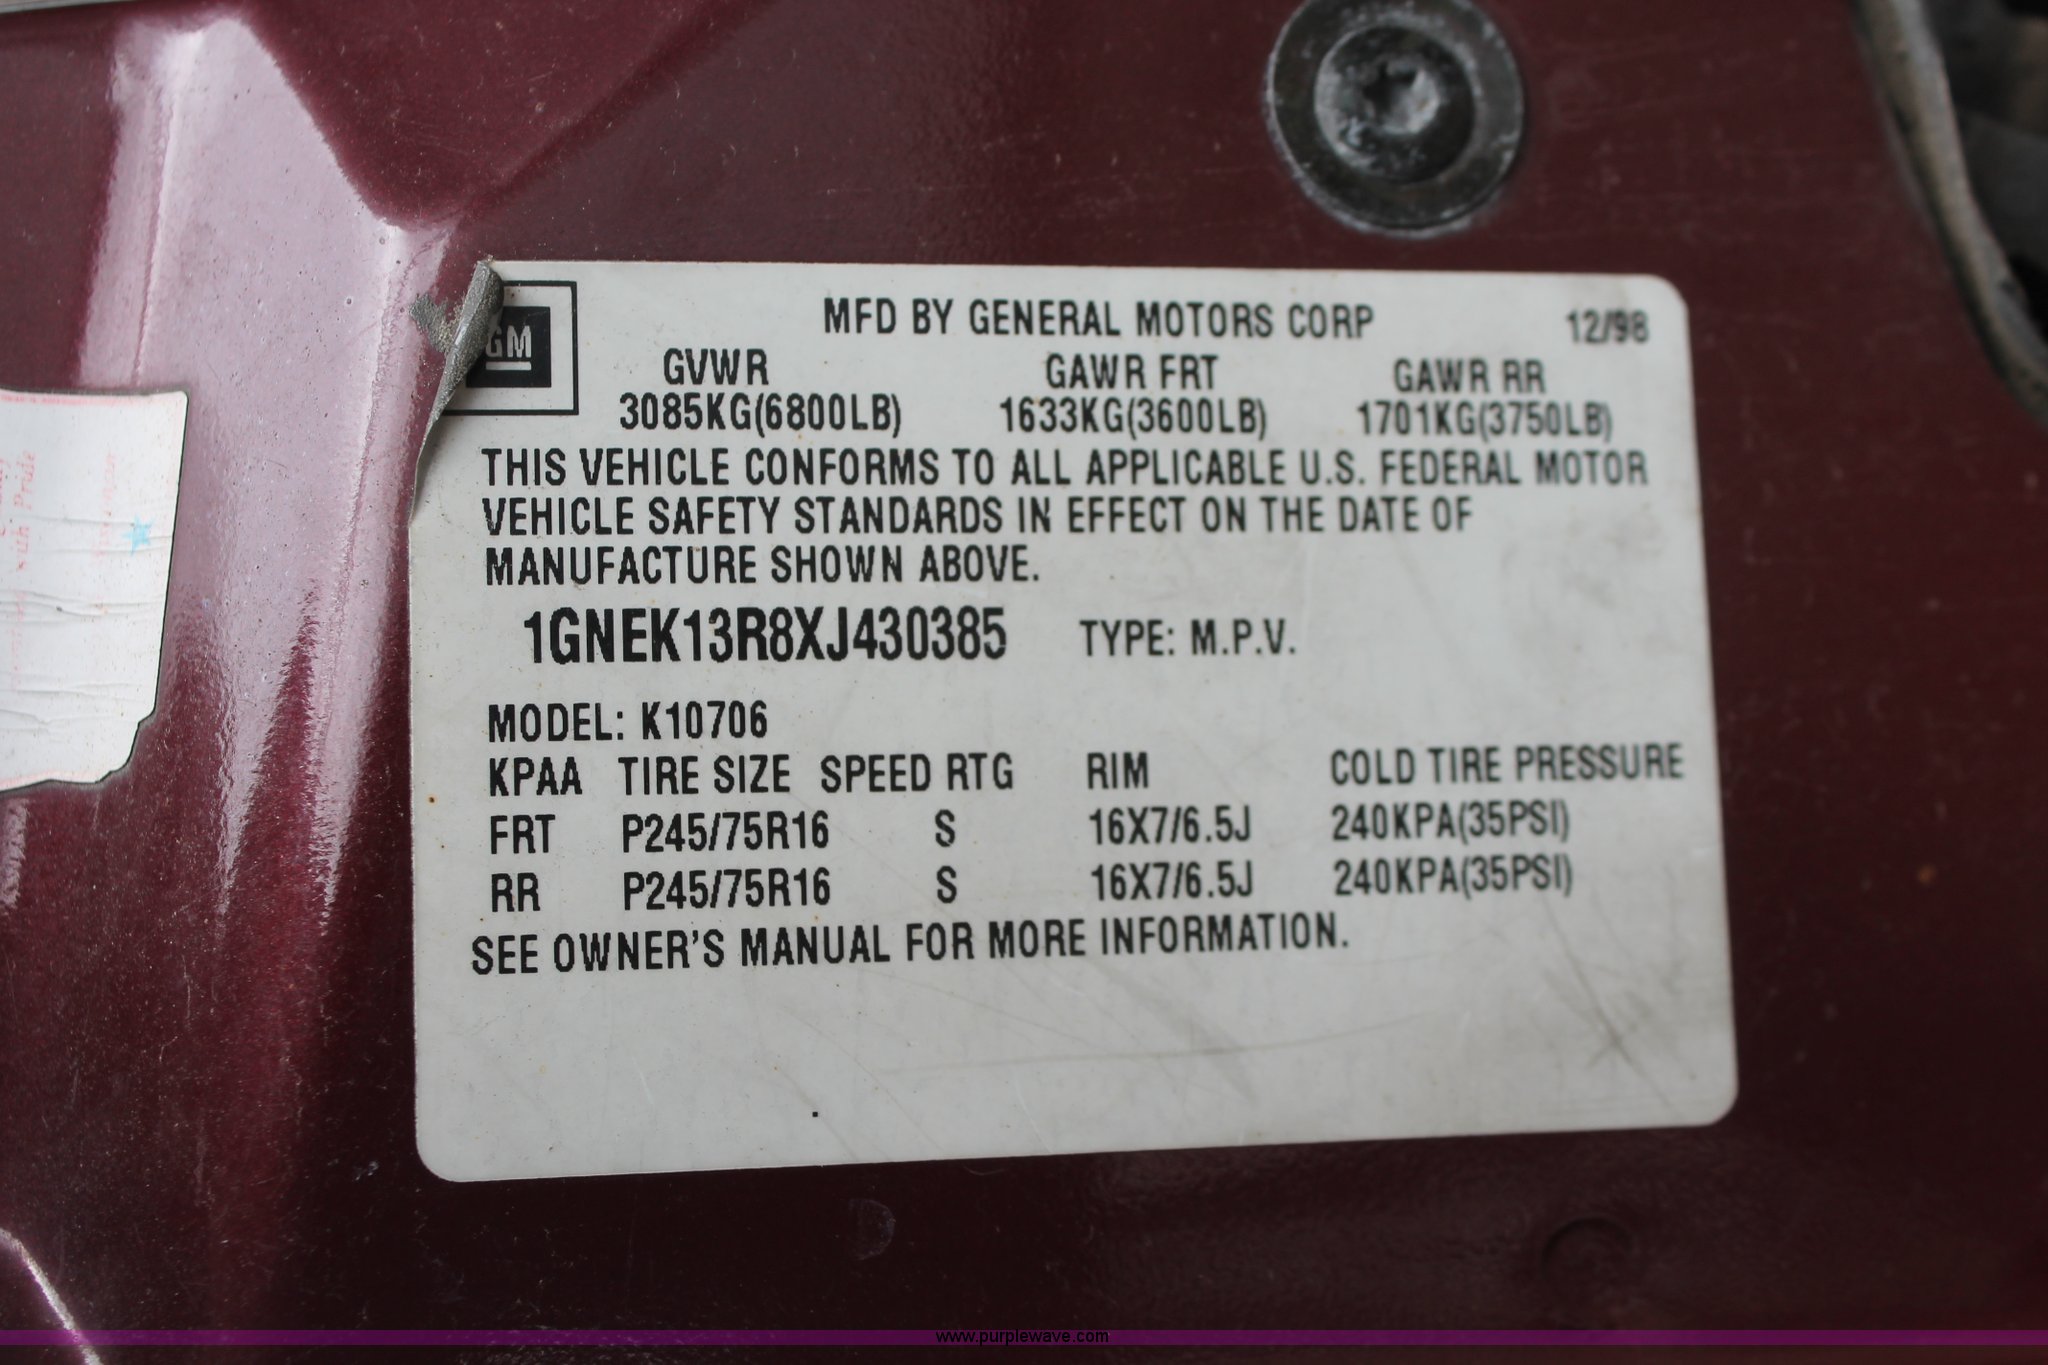 GM
MFD BY GENERAL MOTORS CORP 12/98
GVWR GAWR FRT GAWR RR
3085KG(6800LB) 1633KG(3600LB) 1701KG(3750LB)
THIS VEHICLE CONFORMS TO ALL APPLICABLE U.S. FEDERAL MOTOR
VEHICLE SAFETY STANDARDS IN EFFECT ON THE DATE OF
MANUFACTURE SHOWN ABOVE.
1GNEK13R8XJ430385 TYPE: M.P.V.
MODEL: K10706
KPAA TIRE SIZE SPEED RTG RIM COLD TIRE PRESSURE
FRT P245/75R16 S 16X7/6.5J 240KPA(35PSI)
RR P245/75R16 S 16X7/6.5J 240KPA(35PSI)
SEE OWNER'S MANUAL FOR MORE INFORMATION.
with Pride
www.purplewave.com